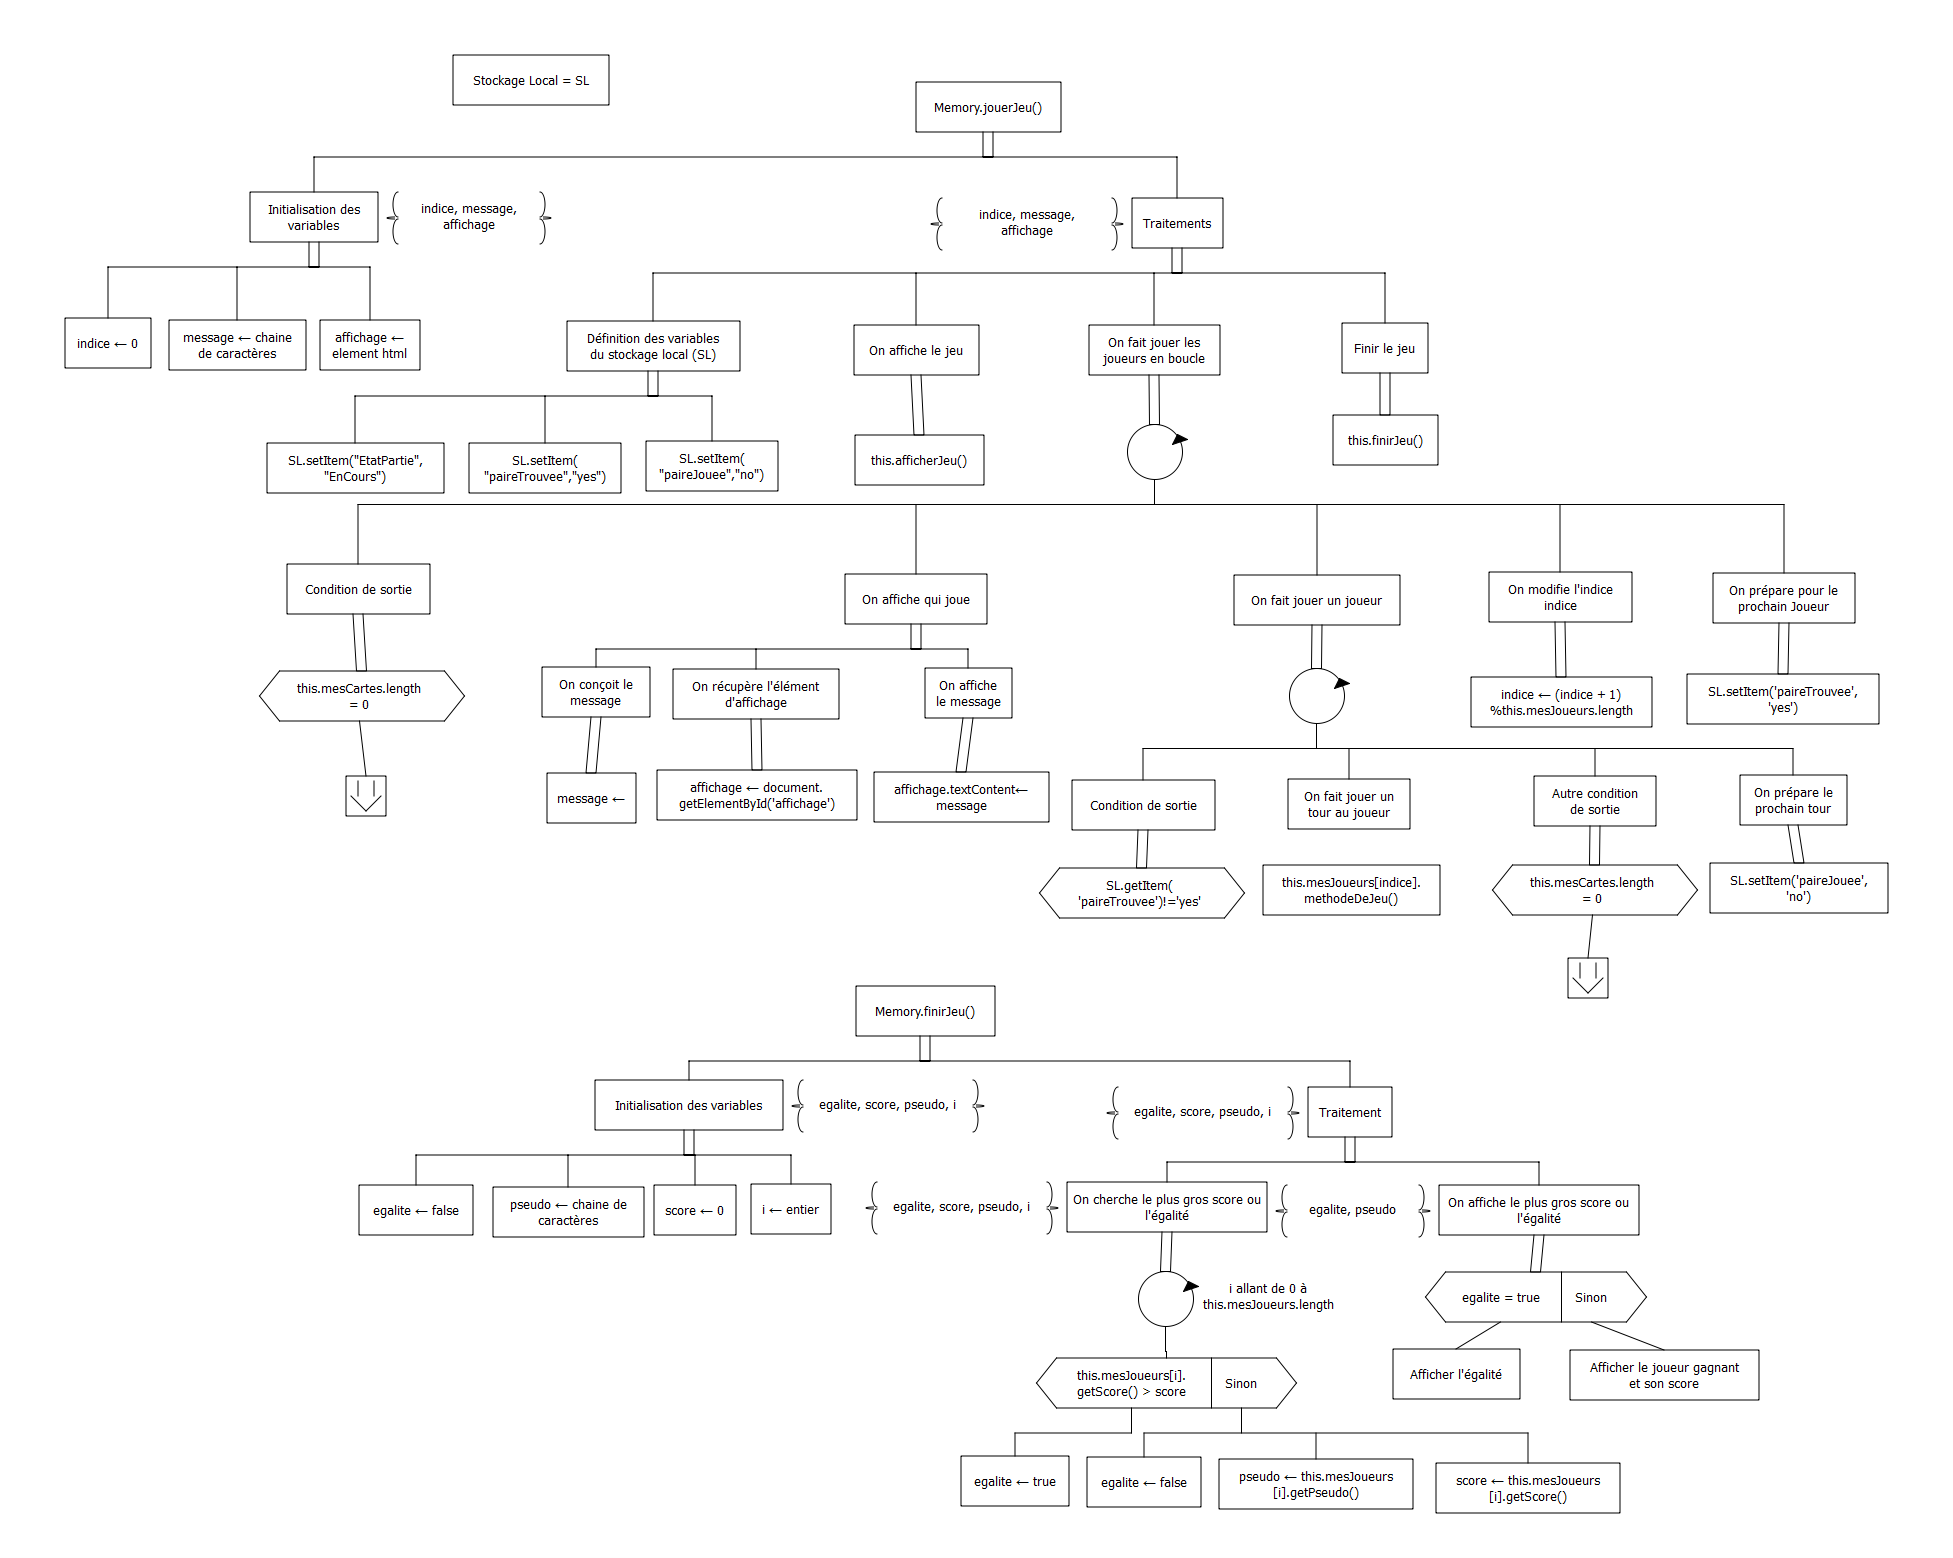 Stockage Local = SL
Memory.jouerJeu()
Initialisation des
variables
indice, message,
affichage
indice, message,
affichage
Traitements
indice ← 0
message ← chaine
de caractères
affichage ←
element html
Définition des variables
du stockage local (SL)
On affiche le jeu
On fait jouer les
joueurs en boucle
Finir le jeu
SL.setItem("EtatPartie",
"EnCours")
SL.setItem(
"paireTrouvee","yes")
SL.setItem(
"paireJouee","no")
this.afficherJeu()
this.finirJeu()
Condition de sortie
On affiche qui joue
On fait jouer un joueur
On modifie l'indice
indice
On prépare pour le
prochain Joueur
this.mesCartes.length
= 0
On conçoit le
message
On récupère l'élément
d'affichage
On affiche
le message
indice ← (indice + 1)
%this.mesJoueurs.length
SL.setItem('paireTrouvee',
'yes')
message ←
affichage ← document.
getElementById('affichage')
affichage.textContent←
message
Condition de sortie
On fait jouer un
tour au joueur
Autre condition
de sortie
On prépare le
prochain tour
SL.getItem(
'paireTrouvee')!='yes'
this.mesJoueurs[indice].
methodeDeJeu()
this.mesCartes.length
= 0
SL.setItem('paireJouee',
'no')
Memory.finirJeu()
Initialisation des variables
egalite, score, pseudo, i
egalite, score, pseudo, i
Traitement
egalite ← false
pseudo ← chaine de
caractères
score ← 0
i ← entier
egalite, score, pseudo, i
On cherche le plus gros score ou
l'égalité
egalite, pseudo
On affiche le plus gros score ou
l'égalité
i allant de 0 à
this.mesJoueurs.length
egalite = true
Sinon
this.mesJoueurs[i].
getScore() > score
Sinon
Afficher l'égalité
Afficher le joueur gagnant
et son score
egalite ← true
egalite ← false
pseudo ← this.mesJoueurs
[i].getPseudo()
score ← this.mesJoueurs
[i].getScore()